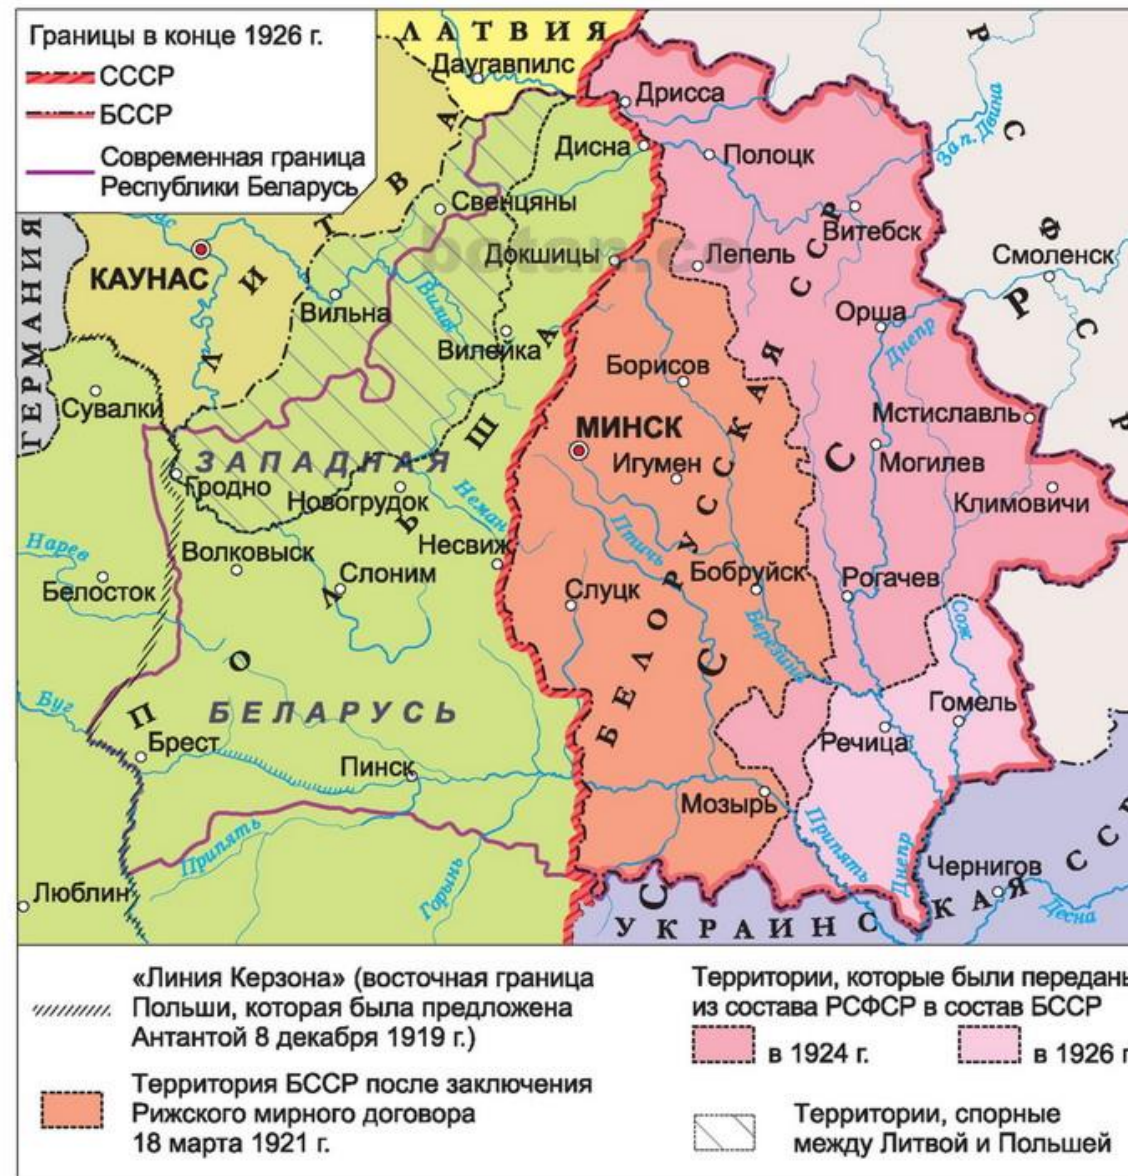 Границы в конце 1926 г.
СССР
БССР
Современная граница
Республики Беларусь
ЛАТВИЯ
Даугавпилс
Дрисса
Дисна
Полоцк
Зап. Двина
РСФСР
ЛИТВА
Свенцяны
Витебск
botan.cc
Докшицы
Лепель
Смоленск
ГЕРМАНИЯ
КАУНАС
Вильна
Вилия
Орша
Днепр
Вилейка
Борисов
Сувалки
Мстиславль
МИНСК
Могилев
ЗАПАДНАЯ
Игумен
Гродно
Новогрудок
Неман
Климовичи
Нарев
Волковыск
Несвиж
Птичь
Белосток
Слоним
Слуцк
Бобруйск
Рогачев
Сож
Березина
БЕЛОРУССКАЯ ССР
СССР
ПОЛЬША
Буг
БЕЛАРУСЬ
Гомель
Брест
Речица
Пинск
Мозырь
Припять
Припять
Днепр
Горынь
Чернигов
Люблин
Десна
УКРАИНСКАЯ ССР
«Линия Керзона» (восточная граница
Польши, которая была предложена
Антантой 8 декабря 1919 г.)
Территория БССР после заключения
Рижского мирного договора
18 марта 1921 г.
Территории, которые были переданы
из состава РСФСР в состав БССР
в 1924 г.
в 1926 г
Территории, спорные
между Литвой и Польшей